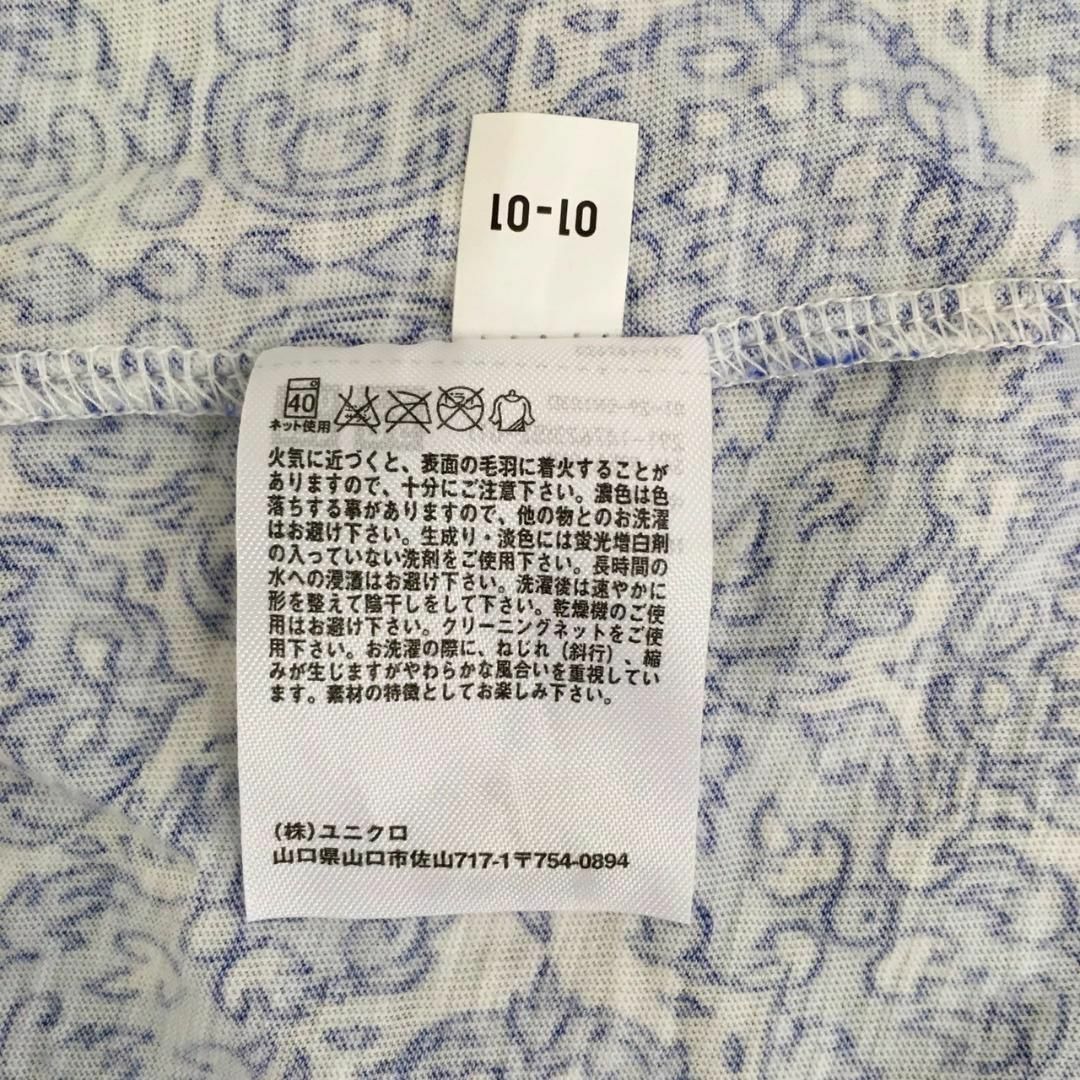 10-01
40
ネット使用
火気に近づくと、表面の毛羽に着火することが
ありますので、十分にご注意下さい。濃色は色
落ちする事がありますので、他の物とのお洗濯
はお避け下さい。生成り・淡色には蛍光増白剤
の入っていない洗剤をご使用下さい。長時間の
水への浸漬はお避け下さい。洗濯後は速やかに
形を整えて陰干しをして下さい。乾燥機のご使
用はお避け下さい。クリーニングネットをご使
用下さい。お洗濯の際に、ねじれ（斜行）、縮
みが生じますがやわらかな風合いを重視してい
ます。素材の特徴としてお楽しみ下さい。
（株）ユニクロ
山口県山口市佐山717-1〒754-0894